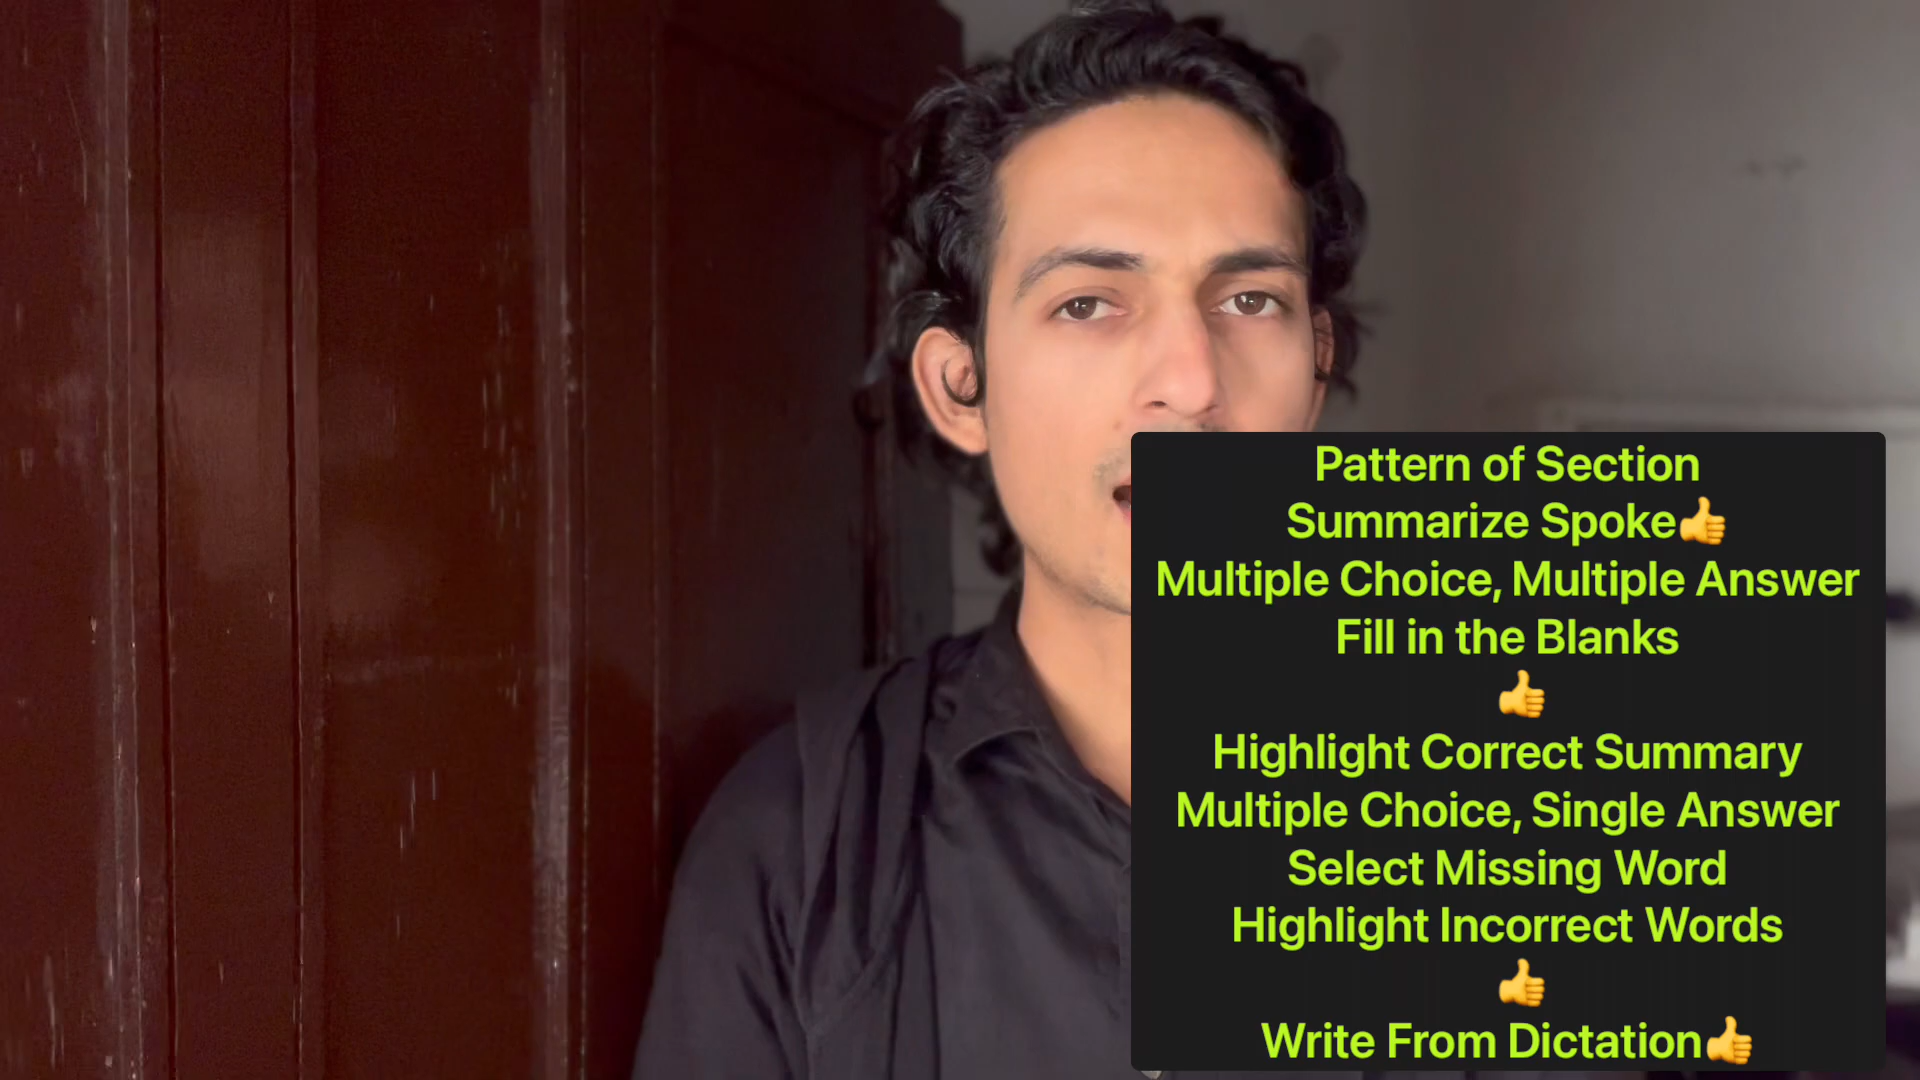 Pattern of Section
Summarize Spoke👍
Multiple Choice, Multiple Answer
Fill in the Blanks
👍
Highlight Correct Summary
Multiple Choice, Single Answer
Select Missing Word
Highlight Incorrect Words
👍
Write From Dictation👍